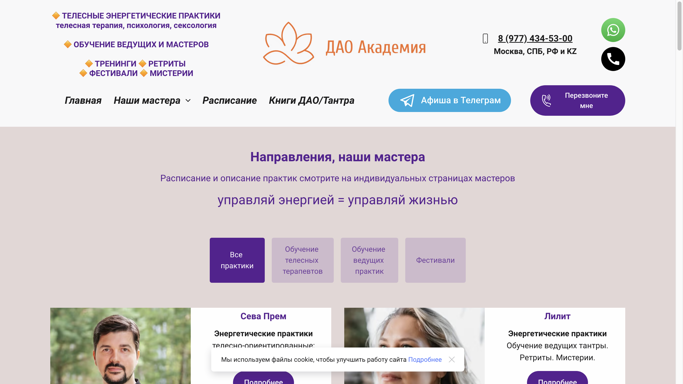 ТЕЛЕСНЫЕ ЭНЕРГЕТИЧЕСКИЕ ПРАКТИКИ
телесная терапия, психология, сексология
ОБУЧЕНИЕ ВЕДУЩИХ И МАСТЕРОВ
ТРЕНИНГИ РЕТРИТЫ
ФЕСТИВАЛИ МИСТЕРИИ
ДАО Академия
8 (977) 434-53-00
Москва, СПБ, РФ и KZ
Главная Наши мастера Расписание Книги ДАО/Тантра
Афиша в Телеграм
Перезвоните
мне
Направления, наши мастера
Расписание и описание практик смотрите на индивидуальных страницах мастеров
управляй энергией = управляй жизнью
Все
практики
Обучение
телесных
терапевтов
Обучение
ведущих
практик
Фестивали
Сева Прем
Энергетические практики
телесно-ориентированные:
Подробнее
Лилит
Энергетические практики
Обучение ведущих тантры.
Ретриты. Мистерии.
Подробнее
Мы используем файлы cookie, чтобы улучшить работу сайта Подробнее